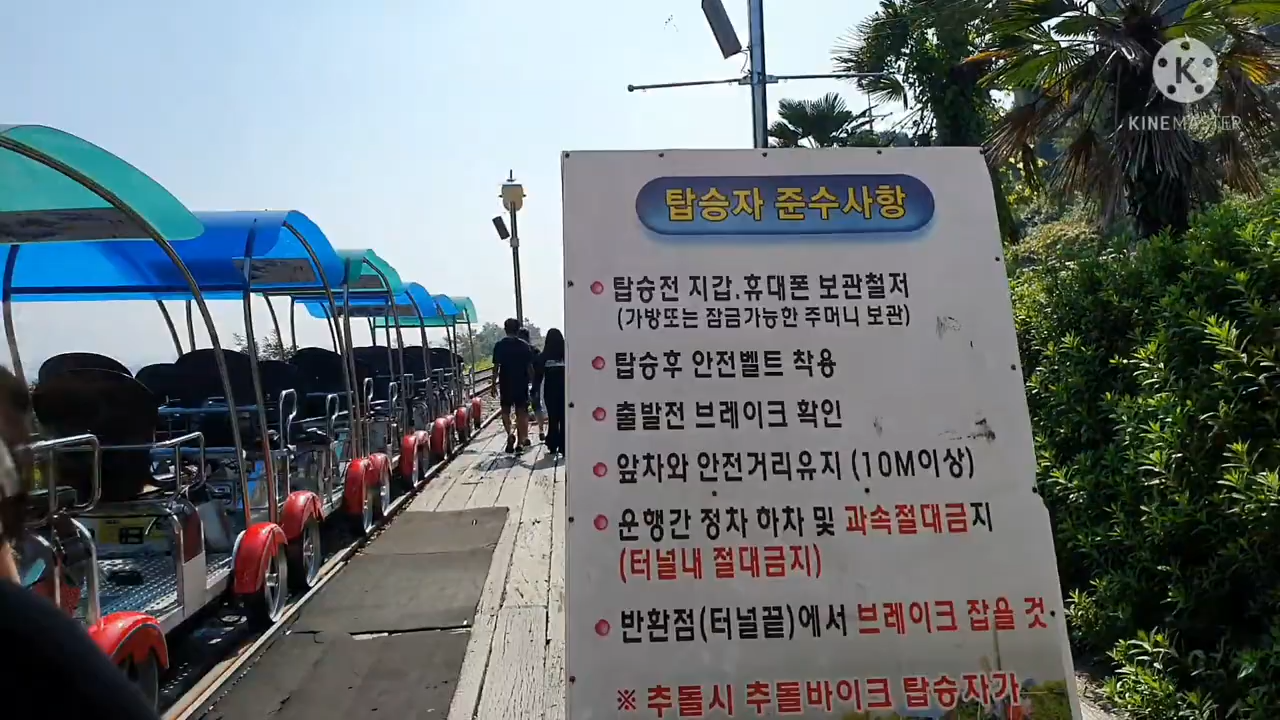 K
KINEMASTER
탑승자 준수사항
탑승전 지갑.휴대폰 보관철저
(가방또는 잠금가능한 주머니 보관)
탑승후 안전벨트 착용
출발전 브레이크 확인
앞차와 안전거리유지 (10M이상)
운행간 정차 하차 및 과속절대금지
(터널내 절대금지)
반환점(터널끝)에서 브레이크 잡을 것.
※ 추돌시 추돌바이크 탑승자가